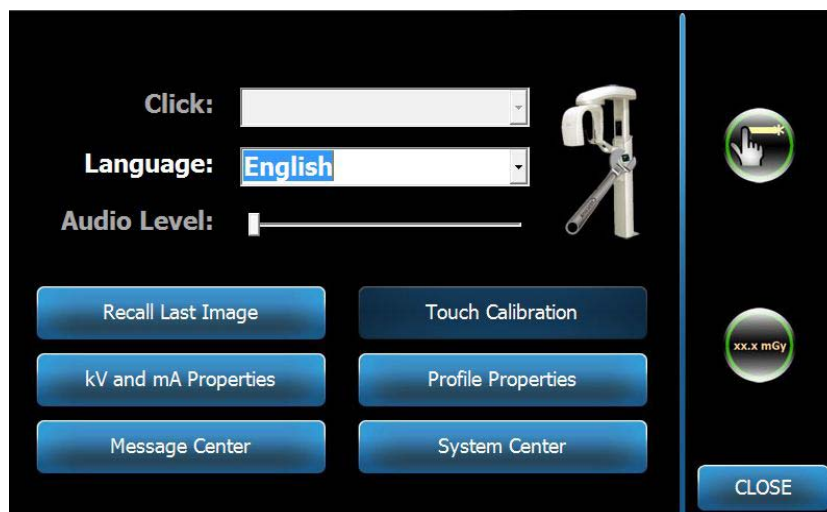 Click:
Language: English
Audio Level:
Recall Last Image
Touch Calibration
xx.x mGy
kV and mA Properties
Profile Properties
Message Center
System Center
CLOSE